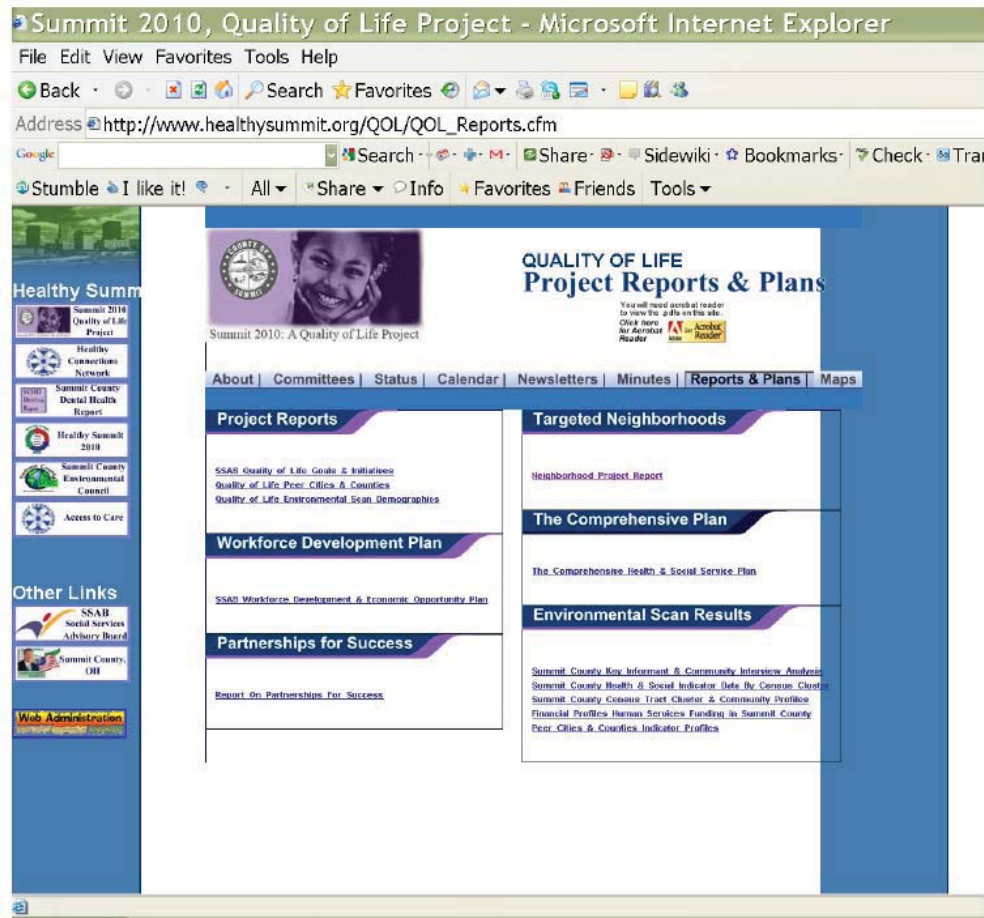 Summit 2010, Quality of Life Project - Microsoft Internet Explorer
File Edit View Favorites Tools Help
Back Search Favorites
Address http://www.healthysummit.org/QOL/QOL_Reports.cfm
Google Search Share Sidewiki Bookmarks Check Tran
Stumble I like it! All Share Info Favorites Friends Tools
Healthy Summ
Summit 2010
Quality of Life
Project
Healthy
Connections
Network
Summit County
Dental Health
Report
Healthy Summit
2010
Summit County
Environmental
Council
Access to Care
Other Links
SSAB
Social Services
Advisory Board
Summit County,
OH
Web Administration
COUNTY OF SUMMIT
Summit 2010: A Quality of Life Project
QUALITY OF LIFE
Project Reports & Plans
You will need acrobat reader
to view the .pdfs on this site.
Click here
for Acrobat
Reader
Get Acrobat
Reader
About | Committees | Status | Calendar | Newsletters | Minutes | Reports & Plans | Maps
Project Reports
SSAB Quality of Life Goals & Initiatives
Quality of Life Peer Cities & Counties
Quality of Life Environmental Scan Demographics
Workforce Development Plan
SSAB Workforce Development & Economic Opportunity Plan
Partnerships for Success
Report On Partnerships For Success
Targeted Neighborhoods
Neighborhood Project Report
The Comprehensive Plan
The Comprehensive Health & Social Service Plan
Environmental Scan Results
Summit County Key Informant & Community Interview Analysis
Summit County Health & Social Indicator Data By Census Cluster
Summit County Census Tract Cluster & Community Profiles
Financial Profiles Human Services Funding in Summit County
Peer Cities & Counties Indicator Profiles